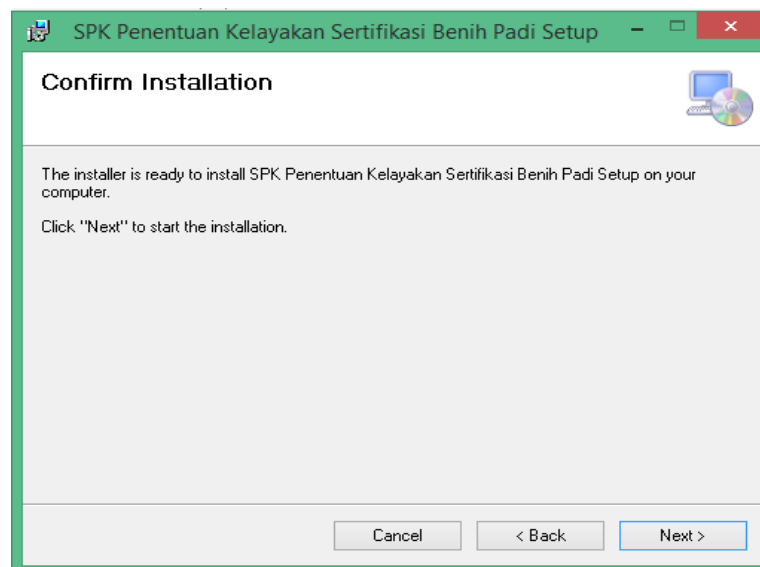 SPK Penentuan Kelayakan Sertifikasi Benih Padi Setup
Confirm Installation
The installer is ready to install SPK Penentuan Kelayakan Sertifikasi Benih Padi Setup on your
computer.
Click "Next" to start the installation.
Cancel
< Back
Next >